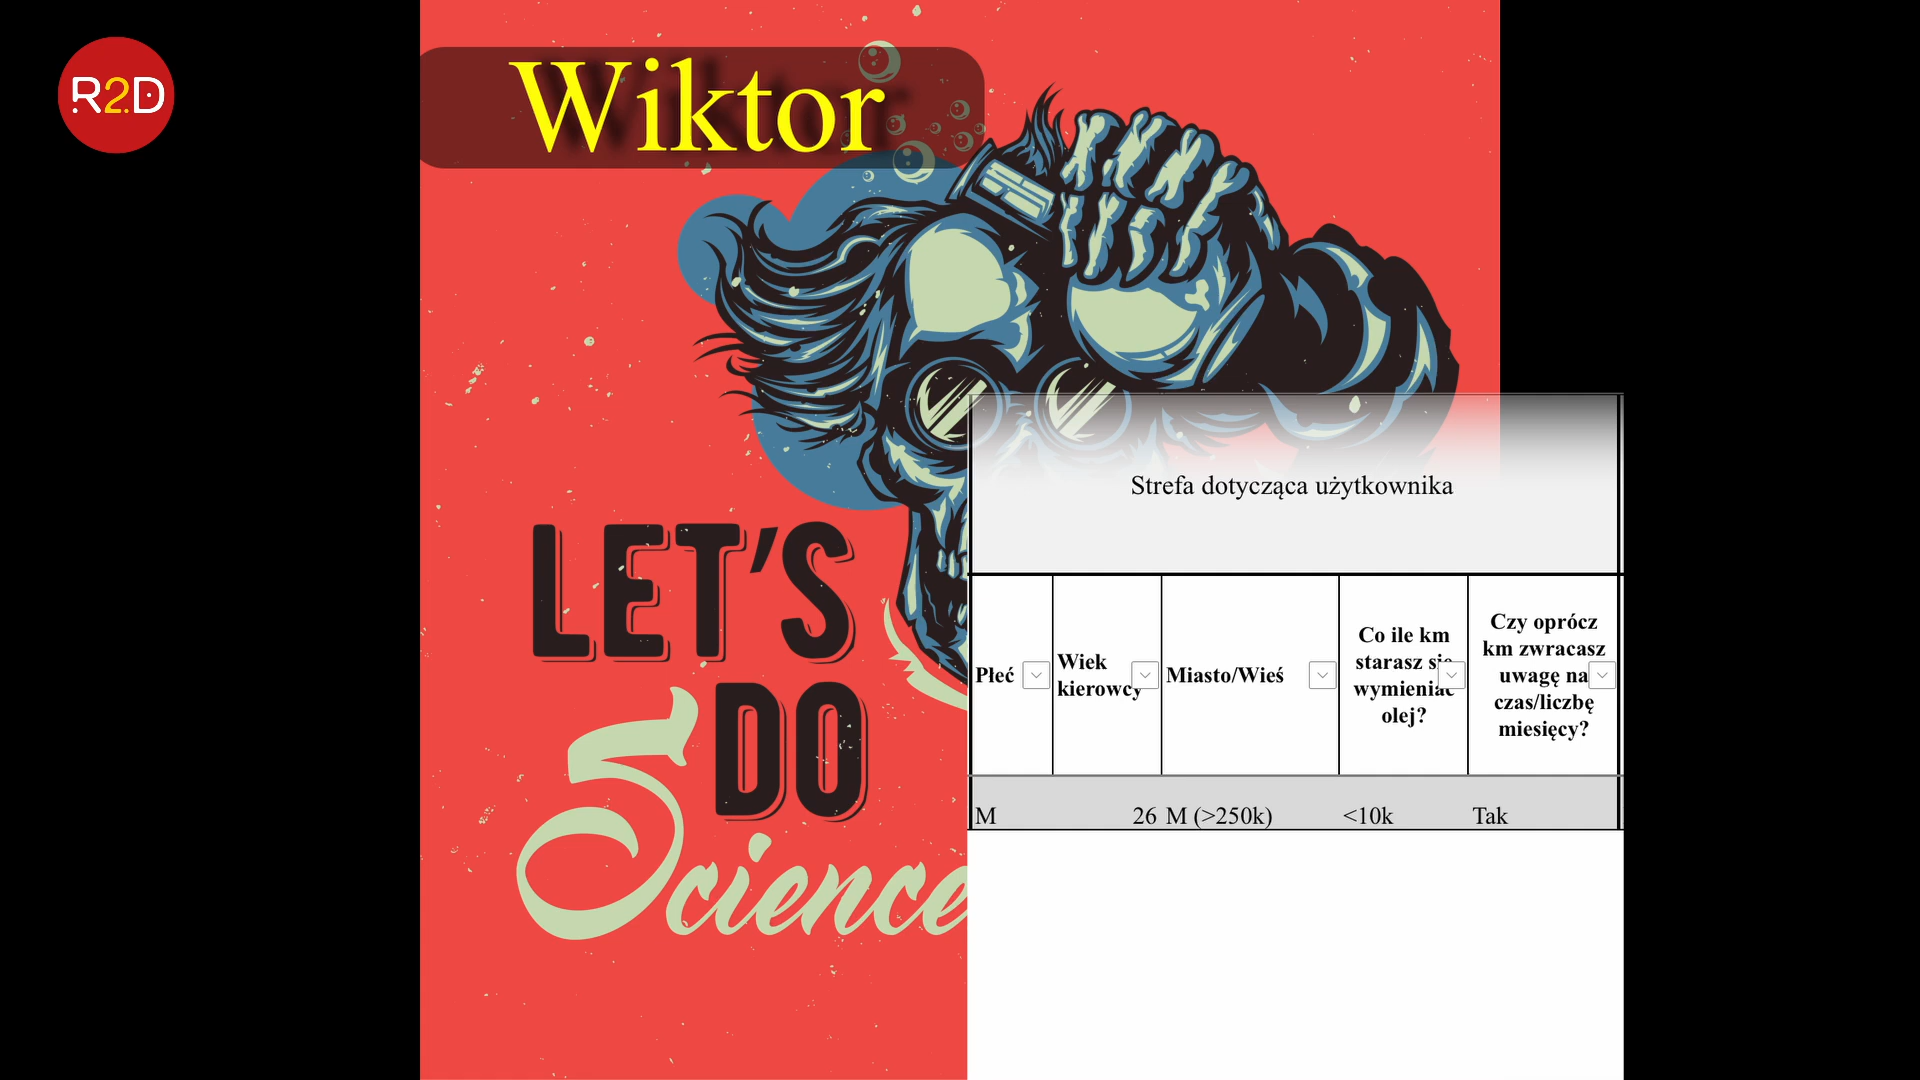 R2D
Wiktor
LET'S
DO
Science
Strefa dotycząca użytkownika
Płeć
Wiek
kierowcy
Miasto/Wieś
Co ile km
starasz się
wymieniać
olej?
Czy oprócz
km zwracasz
uwagę na
czas/liczbę
miesięcy?
M 26 M (>250k) <10k Tak